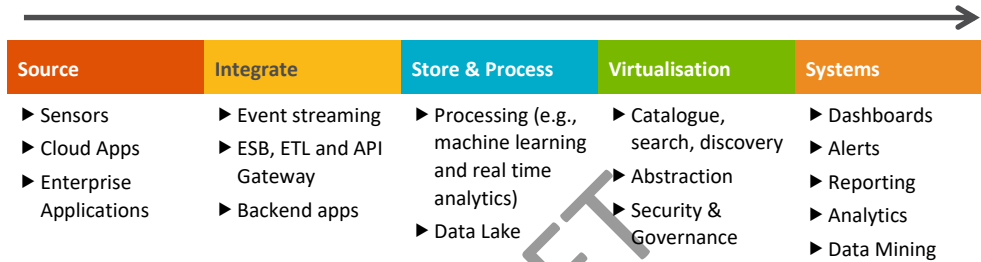 Source
Sensors
Cloud Apps
Enterprise
Applications
Integrate
Event streaming
ESB, ETL and API
Gateway
Backend apps
Store & Process
Processing (e.g.,
machine learning
and real time
analytics)
Data Lake
Virtualisation
Catalogue,
search, discovery
Abstraction
Security &
Governance
Systems
Dashboards
Alerts
Reporting
Analytics
Data Mining